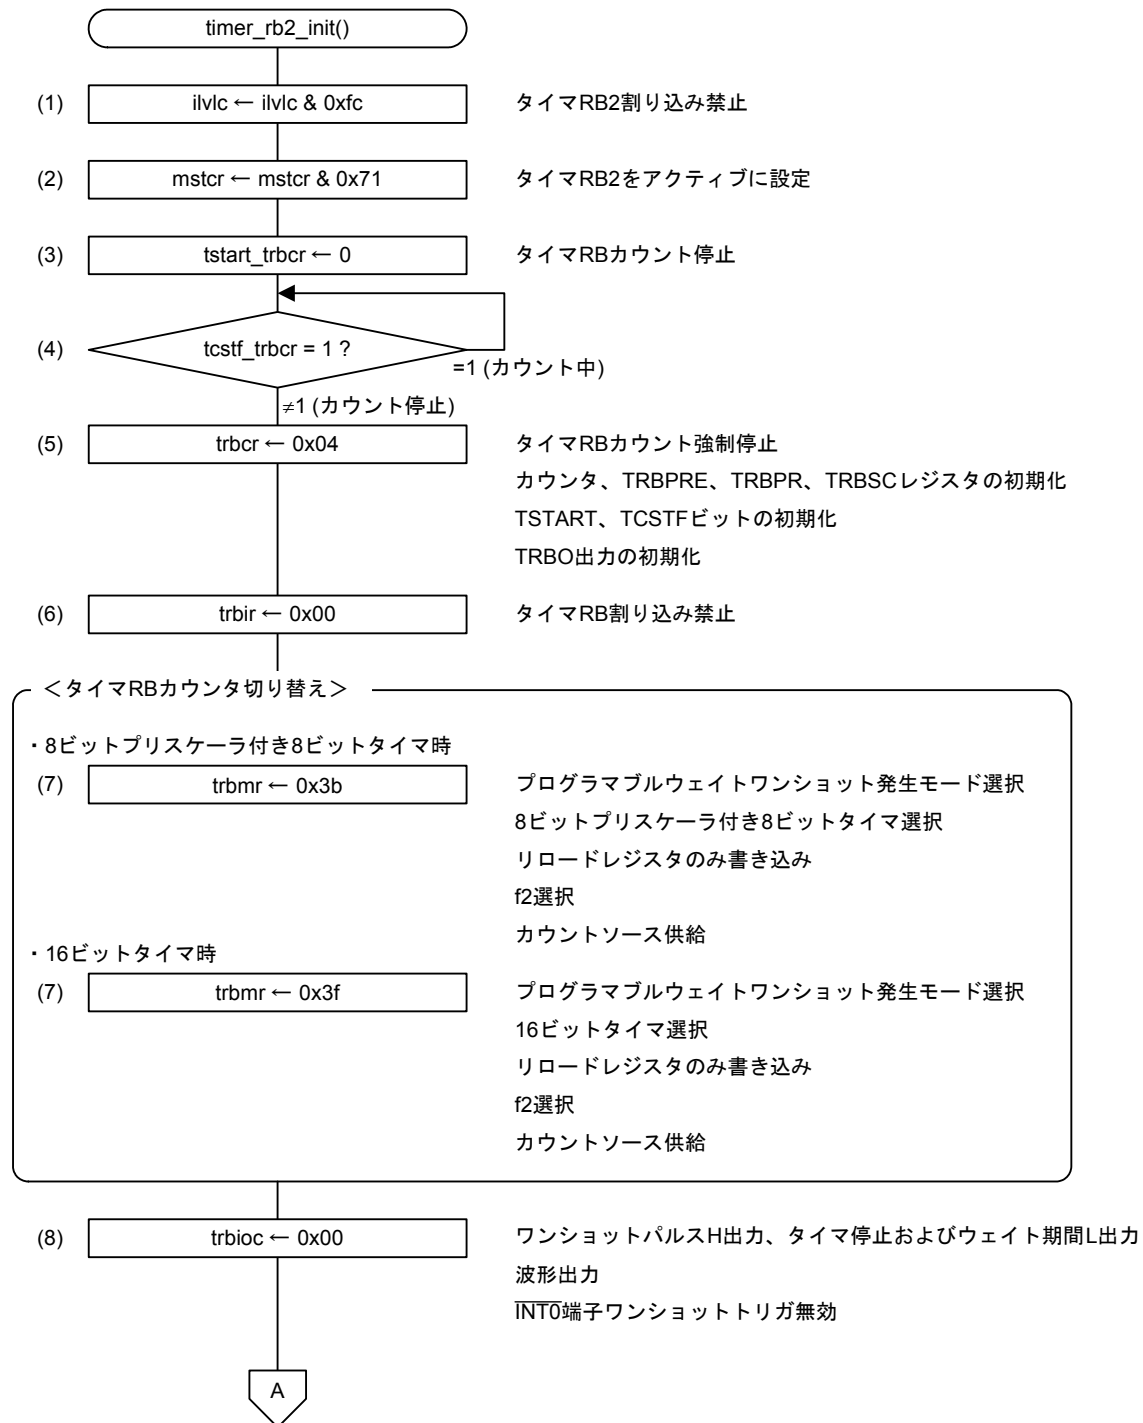 timer_rb2_init()
(1) ilvlc ← ilvlc & 0xfc タイマRB2割り込み禁止
(2) mstcr ← mstcr & 0x71 タイマRB2をアクティブに設定
(3) tstart_trbcr ← 0 タイマRBカウント停止
(4) tcstf_trbcr = 1 ?
=1 (カウント中)
≠1 (カウント停止)
(5) trbcr ← 0x04 タイマRBカウント強制停止
カウンタ、TRBPRE、TRBPR、TRBSCレジスタの初期化
TSTART、TCSTFビットの初期化
TRBO出力の初期化
(6) trbir ← 0x00 タイマRB割り込み禁止
＜タイマRBカウンタ切り替え＞
・8ビットプリスケーラ付き8ビットタイマ時
(7) trbmr ← 0x3b プログラマブルウェイトワンショット発生モード選択
8ビットプリスケーラ付き8ビットタイマ選択
リロードレジスタのみ書き込み
f2選択
カウントソース供給
・16ビットタイマ時
(7) trbmr ← 0x3f プログラマブルウェイトワンショット発生モード選択
16ビットタイマ選択
リロードレジスタのみ書き込み
f2選択
カウントソース供給
(8) trbioc ← 0x00 ワンショットパルスH出力、タイマ停止およびウェイト期間L出力
波形出力
INT0端子ワンショットトリガ無効
A